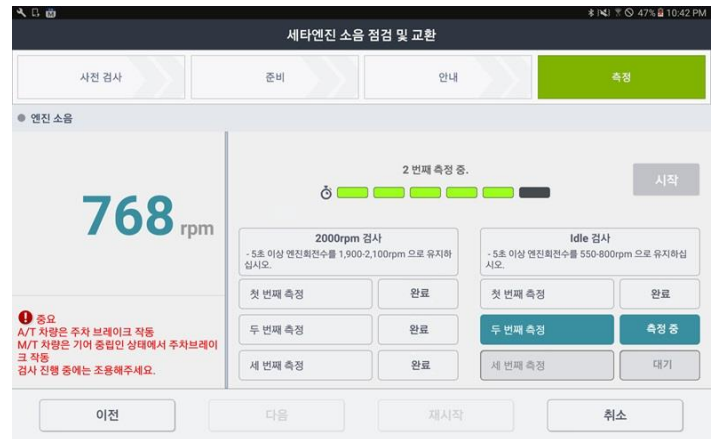 47% 10:42 PM
세타엔진 소음 점검 및 교환
사전 검사
준비
안내
측정
엔진 소음
768 rpm
2 번째 측정 중.
시작
2000rpm 검사
- 5초 이상 엔진회전수를 1,900-2,100rpm 으로 유지하
십시오.
Idle 검사
- 5초 이상 엔진회전수를 550-800rpm 으로 유지하십
시오.
첫 번째 측정
완료
첫 번째 측정
완료
두 번째 측정
완료
두 번째 측정
측정 중
세 번째 측정
완료
세 번째 측정
대기
중요
A/T 차량은 주차 브레이크 작동
M/T 차량은 기어 중립인 상태에서 주차브레이
크 작동
검사 진행 중에는 조용해주세요.
이전
다음
재시작
취소